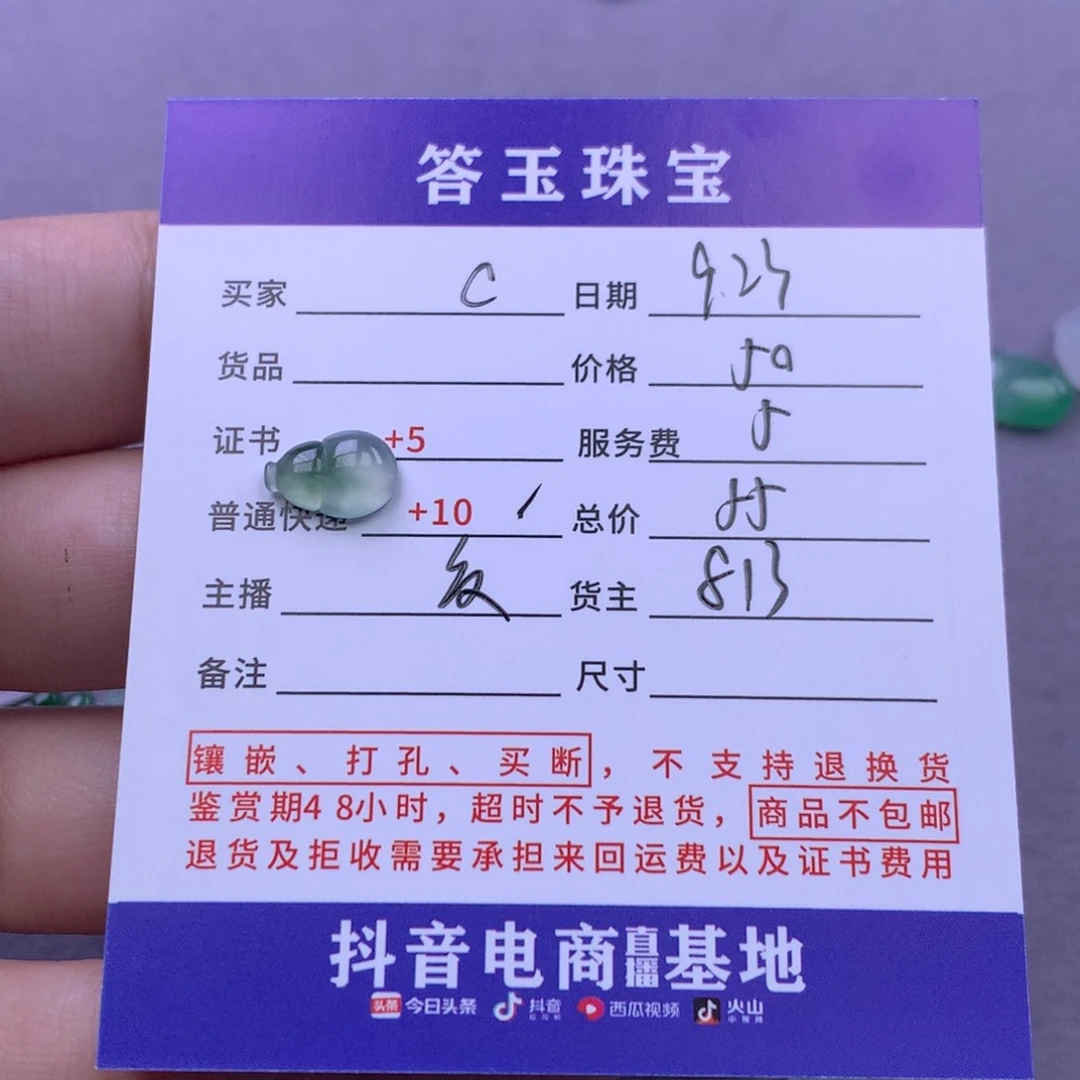 答玉珠宝
买家 C 日期 9.23
货品 价格 50
证书 +5 服务费 5
普通快递 +10 总价
主播 货主 813
备注 尺寸
镶嵌、打孔、买断，不支持退换货
鉴赏期48小时，超时不予退货，商品不包邮
退货及拒收需要承担来回运费以及证书费用
抖音电商直播基地
头条 今日头条 抖音 西瓜视频 火山